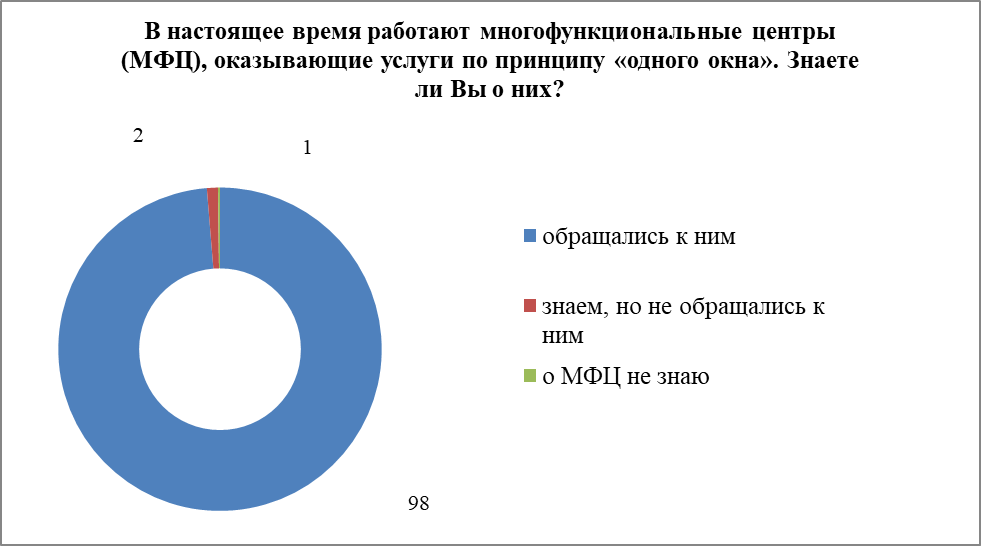 В настоящее время работают многофункциональные центры
(МФЦ), оказывающие услуги по принципу «одного окна». Знаете
ли Вы о них?
2
1
обращались к ним
знаем, но не обращались к
ним
о МФЦ не знаю
98